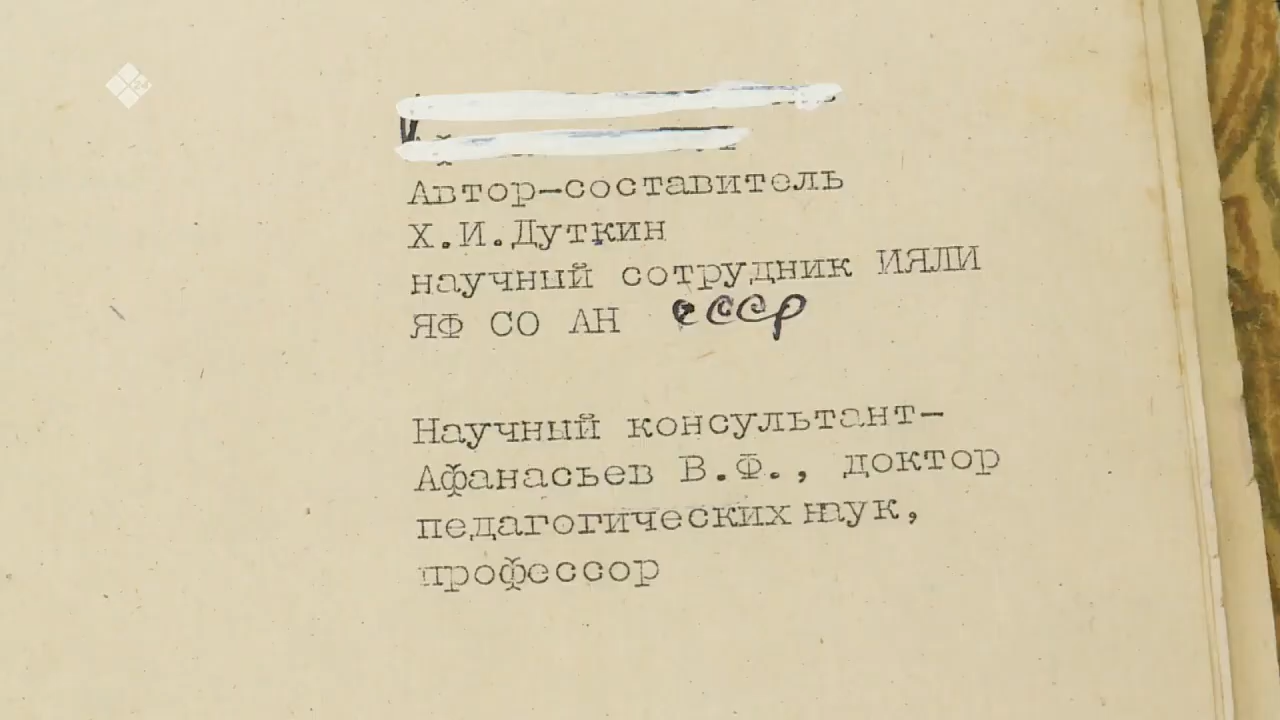 Автор-составитель
Х.И.Дуткин
научный сотрудник ИЯЛИ
ЯФ СО АН СССР
Научный консультант-
Афанасьев В.Ф., доктор
педагогических наук,
профессор